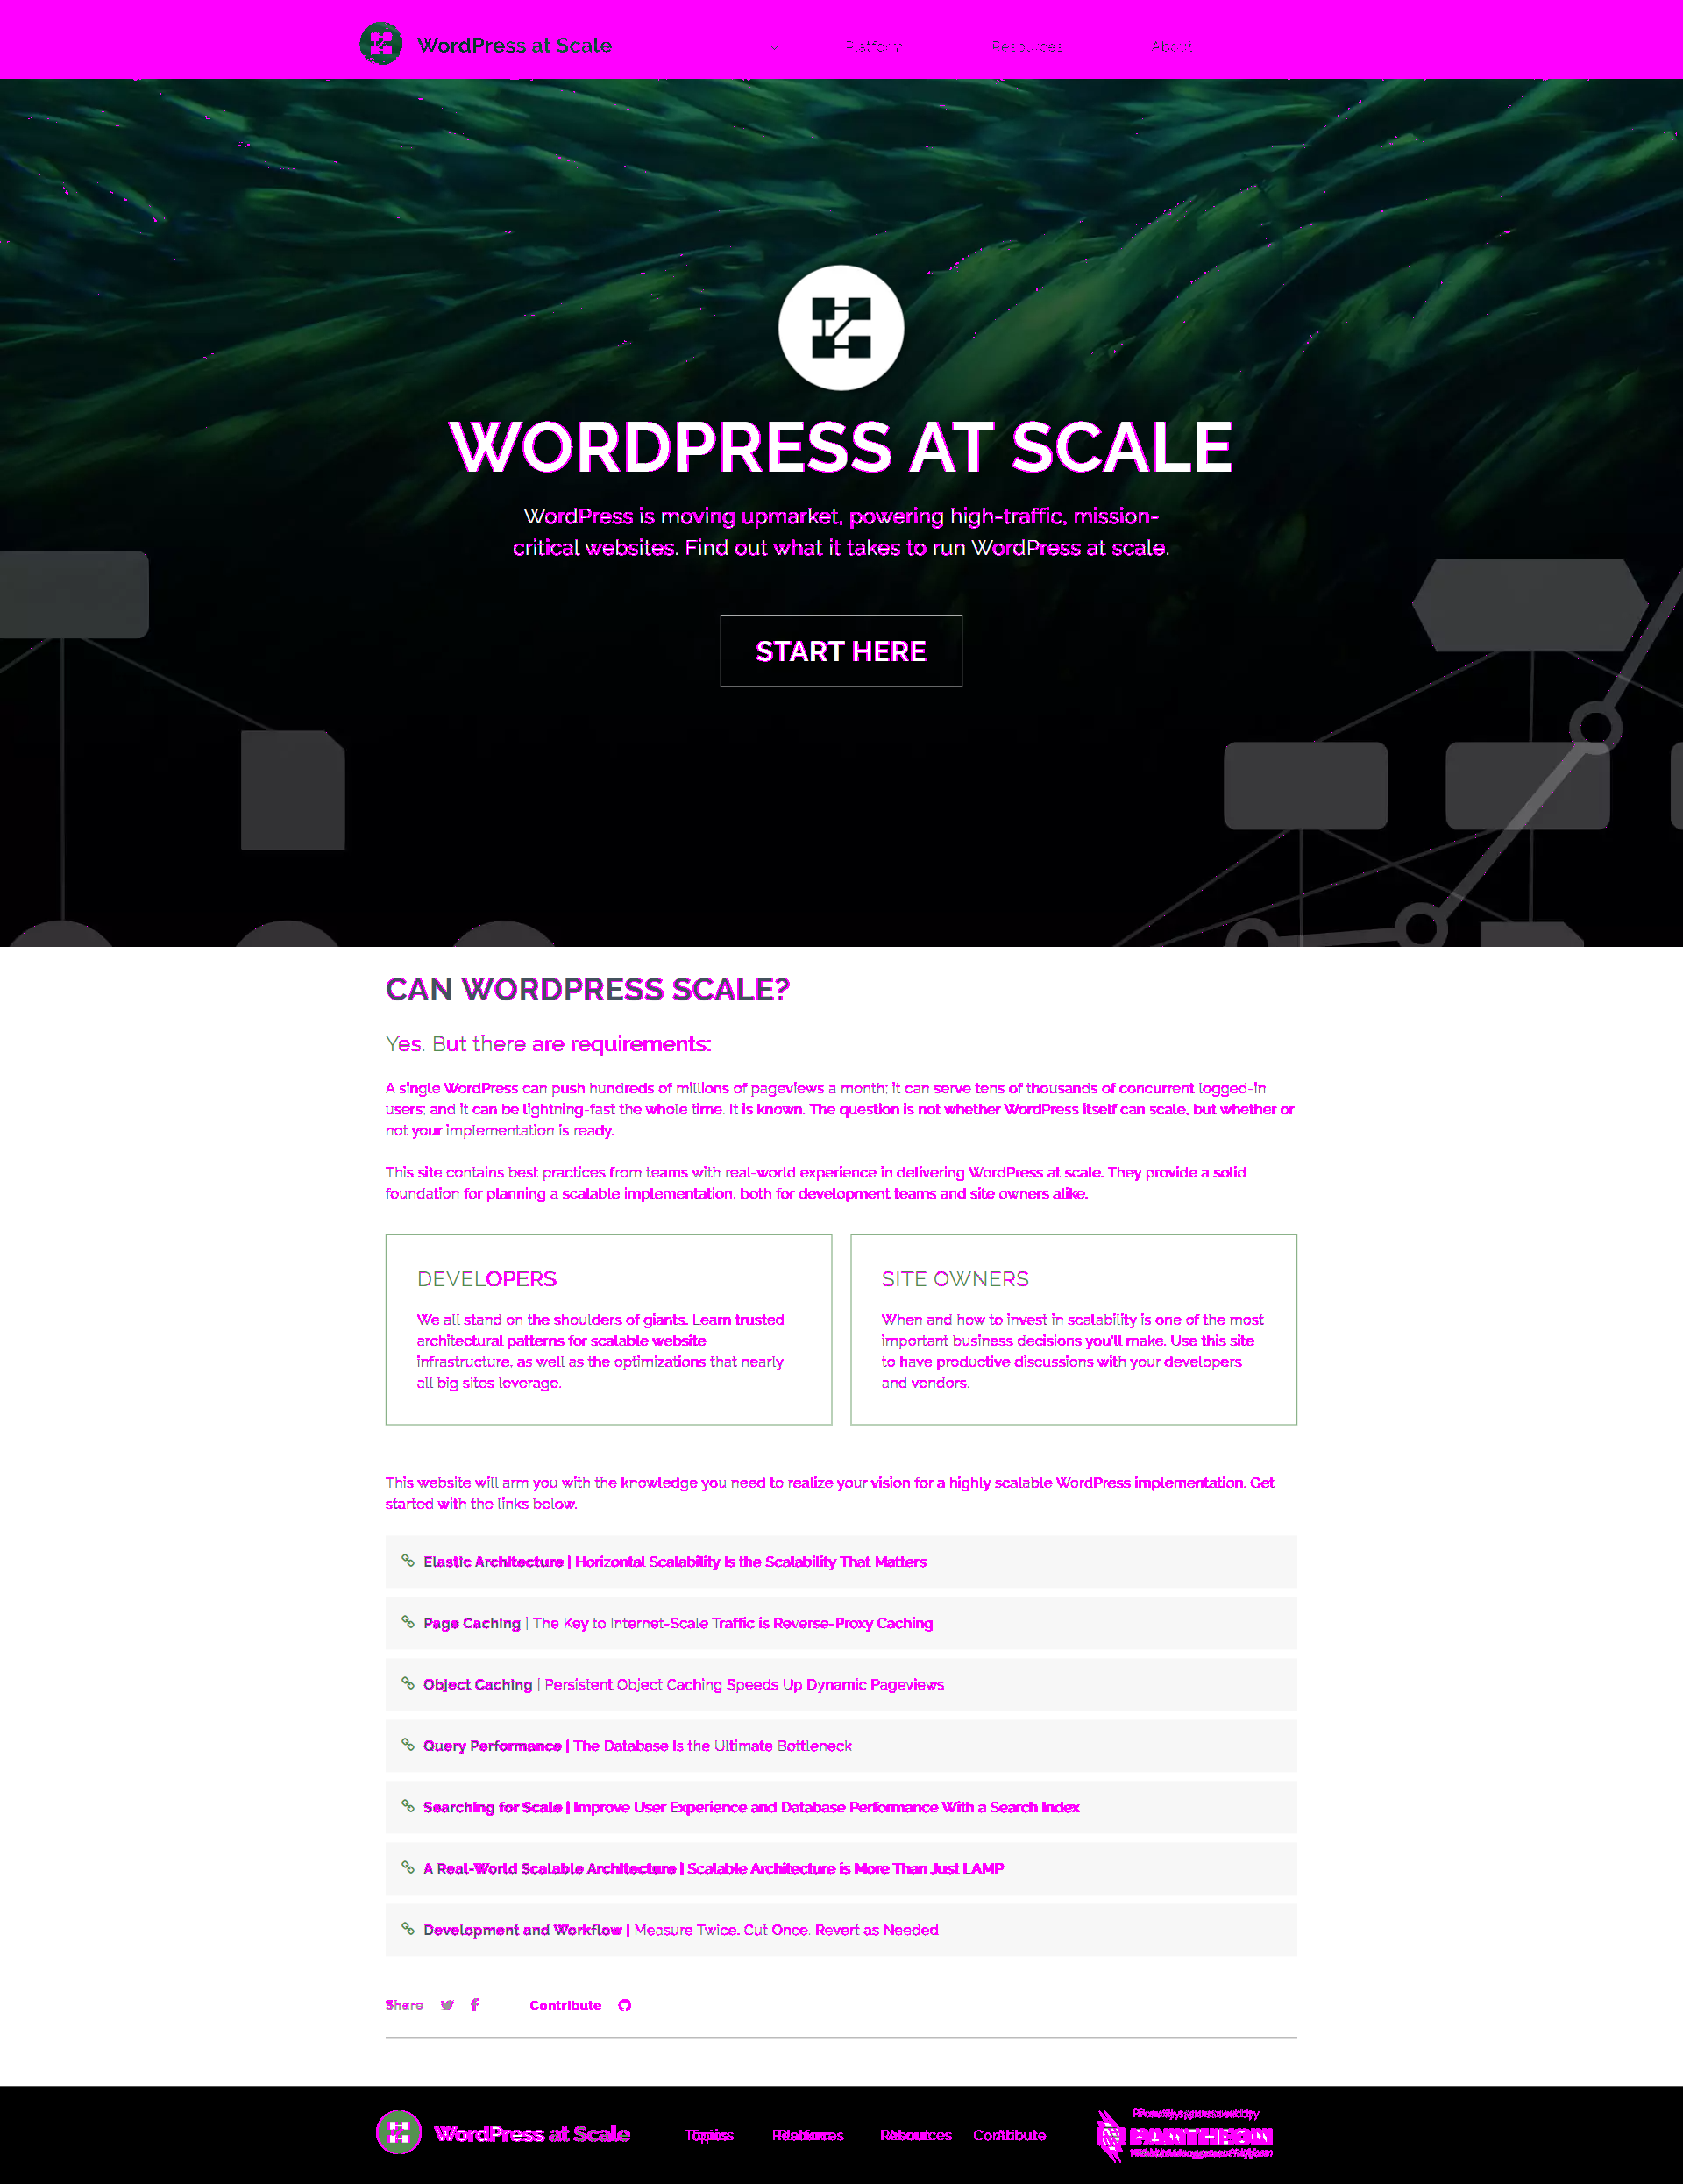 WordPress at Scale
Platform Resources About
WORDPRESS AT SCALE
WordPress is moving upmarket, powering high-traffic, mission-
critical websites. Find out what it takes to run WordPress at scale.
START HERE
CAN WORDPRESS SCALE?
Yes. But there are requirements:
A single WordPress can push hundreds of millions of pageviews a month; it can serve tens of thousands of concurrent logged-in
users; and it can be lightning-fast the whole time. It is known. The question is not whether WordPress itself can scale, but whether or
not your implementation is ready.
This site contains best practices from teams with real-world experience in delivering WordPress at scale. They provide a solid
foundation for planning a scalable implementation, both for development teams and site owners alike.
DEVELOPERS
We all stand on the shoulders of giants. Learn trusted
architectural patterns for scalable website
infrastructure, as well as the optimizations that nearly
all big sites leverage.
SITE OWNERS
When and how to invest in scalability is one of the most
important business decisions you'll make. Use this site
to have productive discussions with your developers
and vendors.
This website will arm you with the knowledge you need to realize your vision for a highly scalable WordPress implementation. Get
started with the links below.
Elastic Architecture | Horizontal Scalability Is the Scalability That Matters
Page Caching | The Key to Internet-Scale Traffic is Reverse-Proxy Caching
Object Caching | Persistent Object Caching Speeds Up Dynamic Pageviews
Query Performance | The Database Is the Ultimate Bottleneck
Searching for Scale | Improve User Experience and Database Performance With a Search Index
A Real-World Scalable Architecture | Scalable Architecture is More Than Just LAMP
Development and Workflow | Measure Twice, Cut Once, Revert as Needed
Share Contribute
WordPress at Scale Topics
PANTHEON